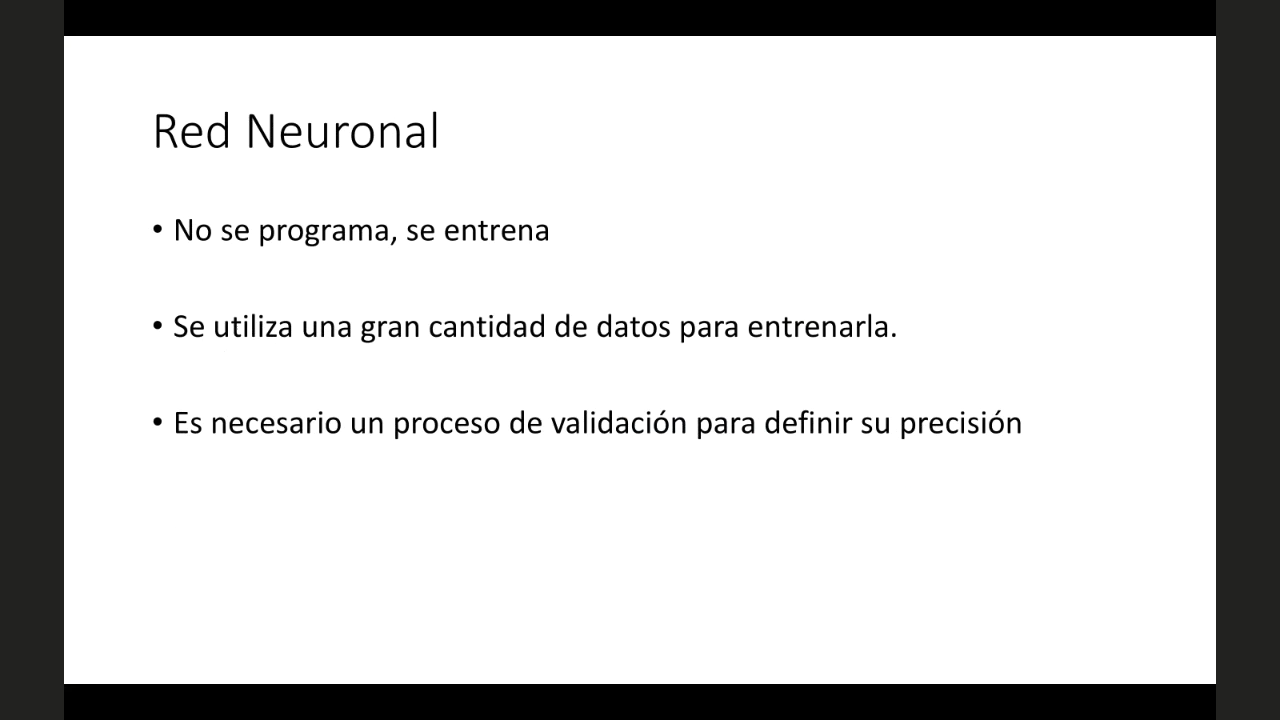 Red Neuronal
• No se programa, se entrena
• Se utiliza una gran cantidad de datos para entrenarla.
• Es necesario un proceso de validación para definir su precisión